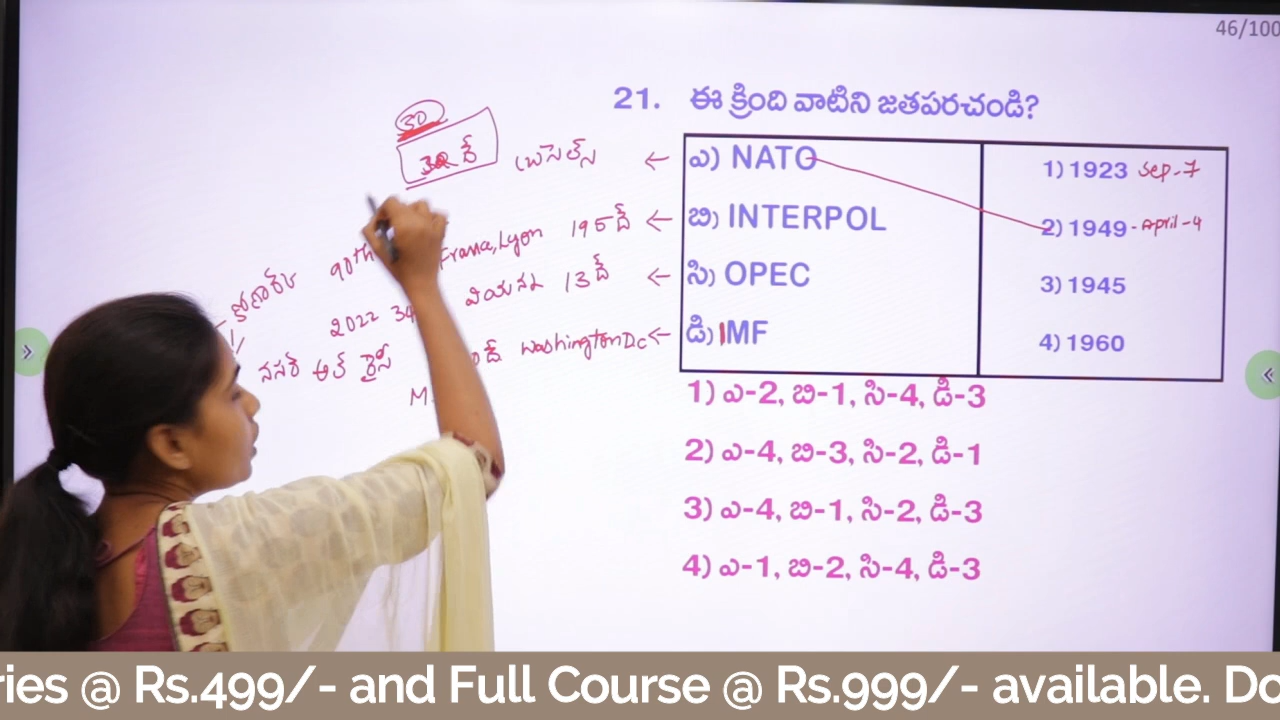 46/100
21. ఈ క్రింది వాటిని జతపరచండి?
30
దే
బ్రసెల్స్ ← ఎ) NATO 1) 1923 Sep-7
90th Lyon 195దే ← బి) INTERPOL 2) 1949 - April-4
2022 వియన్నా 13దే ← సి) OPEC 3) 1945
Washington Dc ← డి) IMF 4) 1960
M
1) ఎ-2, బి-1, సి-4, డి-3
2) ఎ-4, బి-3, సి-2, డి-1
3) ఎ-4, బి-1, సి-2, డి-3
4) ఎ-1, బి-2, సి-4, డి-3
ries @ Rs.499/- and Full Course @ Rs.999/- available. Do